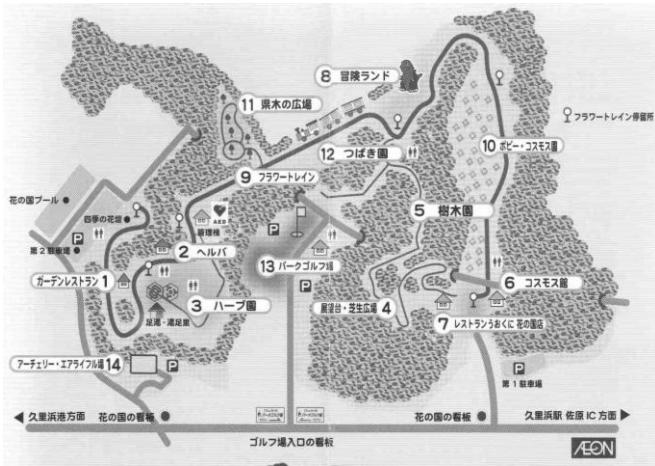 8 冒険ランド
11 県木の広場
フラワートレイン停留所
10 ポピー・コスモス園
12 つばき園
9 フラワートレイン
花の国プール
四季の花壇
AED
管理棟
5 樹木園
第2駐車場
2 ヘルバ
P
P
13 パークゴルフ場
P
ガーデンレストラン 1
3 ハーブ園
6 コスモス館
展望台・芝生広場 4
7 レストランうおくに 花の国店
足湯・湯足里
アーチェリー・エアライフル場 14
P
P
第1駐車場
久里浜港方面
花の国の看板
花の国の看板
久里浜駅 佐原IC方面
ゴルフ場入口の看板
ÆON